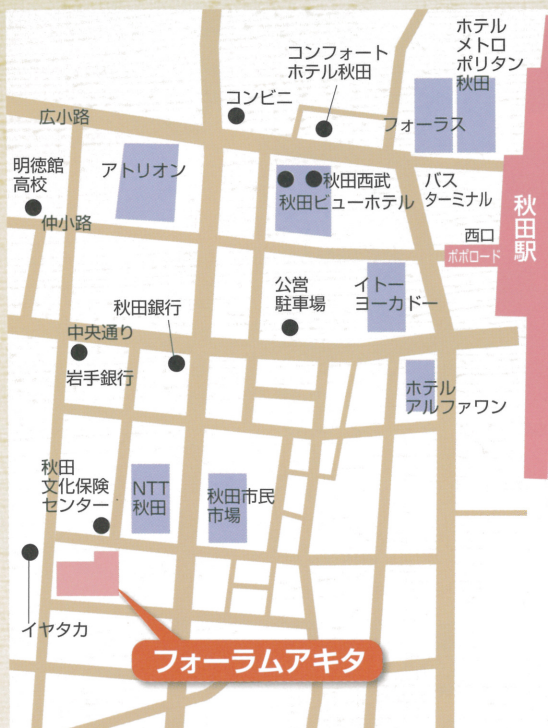 ホテル
メトロ
ポリタン
秋田
コンフォート
ホテル秋田
コンビニ
フォーラス
広小路
明徳館
高校
アトリオン
秋田西武
秋田ビューホテル
バス
ターミナル
秋田駅
西口
ポポロード
仲小路
公営
駐車場
イトー
ヨーカドー
秋田銀行
中央通り
岩手銀行
ホテル
アルファワン
秋田
文化保険
センター
NTT
秋田
秋田市民
市場
イヤタカ
フォーラムアキタ